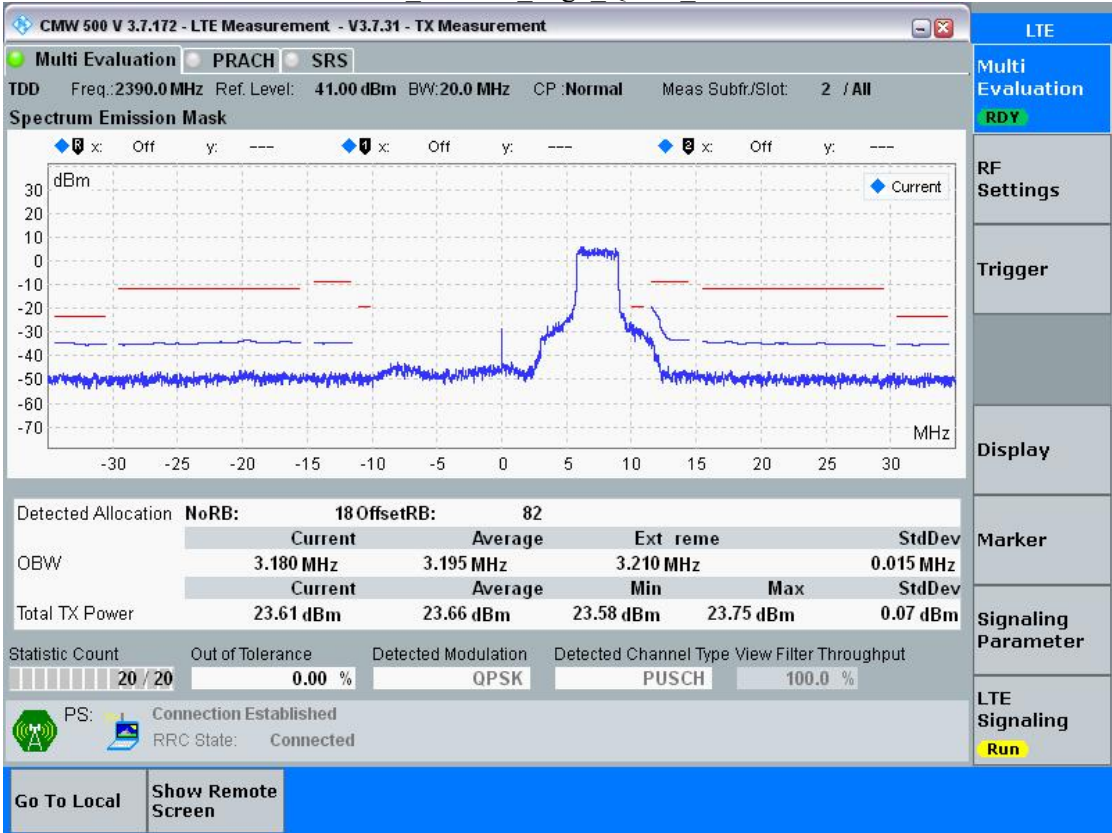 CMW 500 V 3.7.172 - LTE Measurement - V3.7.31 - TX Measurement
LTE
Multi Evaluation PRACH SRS
Multi
Evaluation
RDY
TDD Freq.:2390.0 MHz Ref. Level: 41.00 dBm BW:20.0 MHz CP :Normal Meas Subfr./Slot: 2 / All
Spectrum Emission Mask
R x: Off y: --- 1 x: Off y: --- 2 x: Off y: ---
dBm
Current
30
20
10
0
-10
-20
-30
-40
-50
-60
-70
MHz
-30 -25 -20 -15 -10 -5 0 5 10 15 20 25 30
RF
Settings
Trigger
Display
Marker
Signaling
Parameter
LTE
Signaling
Run
Detected Allocation NoRB: 18 OffsetRB: 82
Current Average Ext reme StdDev
OBW 3.180 MHz 3.195 MHz 3.210 MHz 0.015 MHz
Current Average Min Max StdDev
Total TX Power 23.61 dBm 23.66 dBm 23.58 dBm 23.75 dBm 0.07 dBm
Statistic Count Out of Tolerance Detected Modulation Detected Channel Type View Filter Throughput
20 / 20 0.00 % QPSK PUSCH 100.0 %
PS: Connection Established
RRC State: Connected
Go To Local
Show Remote
Screen